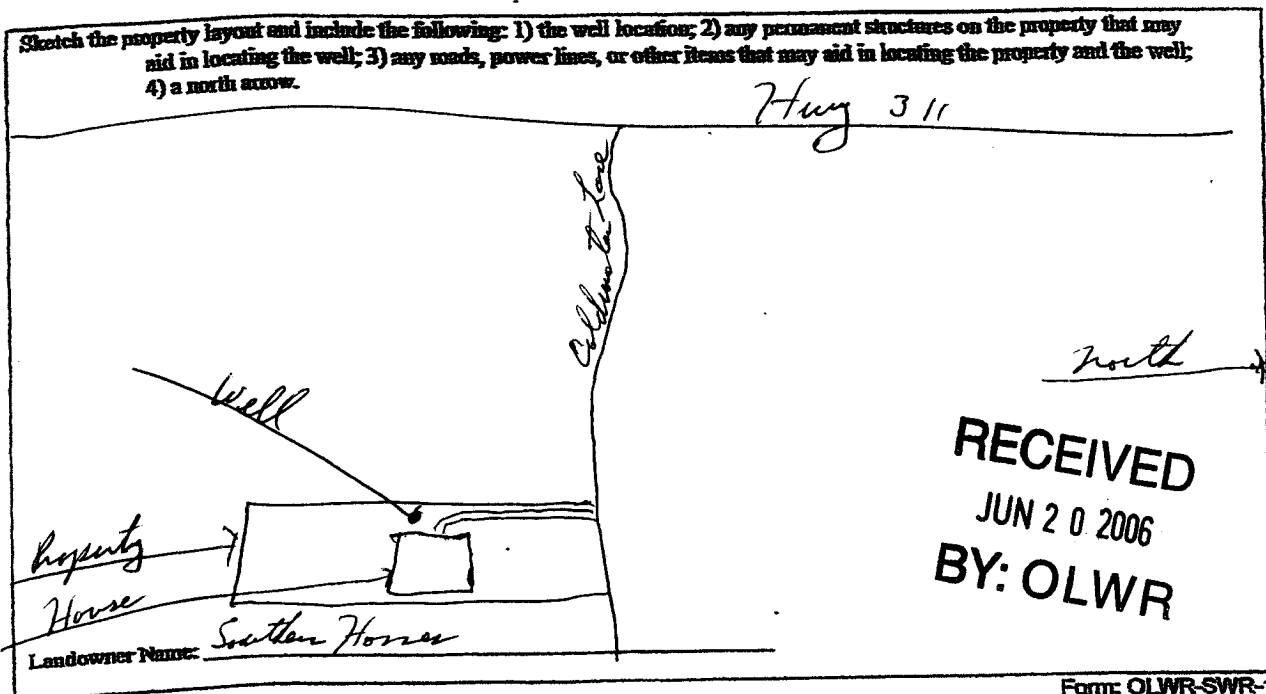 Sketch the property layout and include the following: 1) the well location; 2) any permanent structures on the property that may
aid in locating the well; 3) any roads, power lines, or other items that may aid in locating the property and the well;
4) a north arrow.
Hwy 311
Coldwater Lane
north
Well
RECEIVED
JUN 20 2006
BY: OLWR
Property
House
Landowner Name: Southern Homes
Form: OLWR-SWR-1